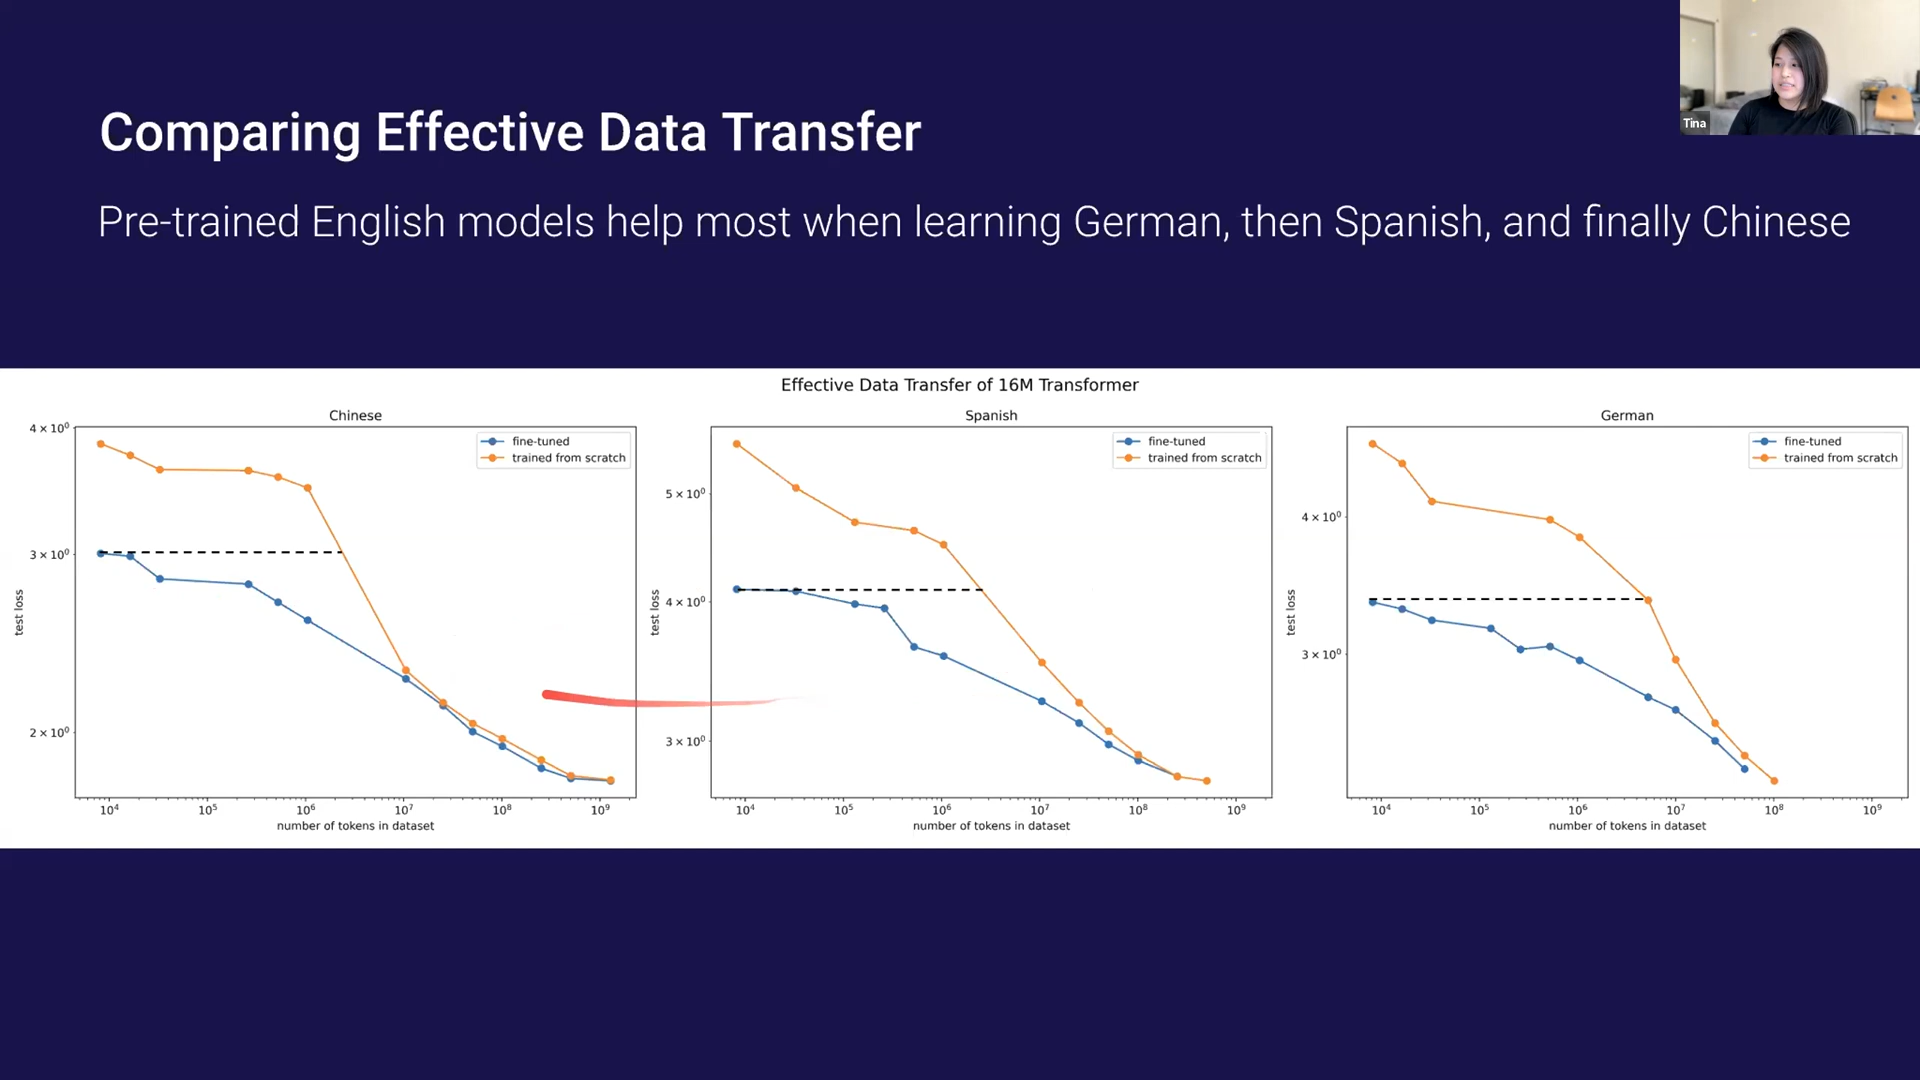 Tina
Comparing Effective Data Transfer
Pre-trained English models help most when learning German, then Spanish, and finally Chinese
Effective Data Transfer of 16M Transformer
Chinese
4 × 10⁰
3 × 10⁰
2 × 10⁰
test loss
fine-tuned
trained from scratch
10⁴ 10⁵ 10⁶ 10⁷ 10⁸ 10⁹
number of tokens in dataset
Spanish
5 × 10⁰
4 × 10⁰
3 × 10⁰
test loss
fine-tuned
trained from scratch
10⁴ 10⁵ 10⁶ 10⁷ 10⁸ 10⁹
number of tokens in dataset
German
4 × 10⁰
3 × 10⁰
test loss
fine-tuned
trained from scratch
10⁴ 10⁵ 10⁶ 10⁷ 10⁸ 10⁹
number of tokens in dataset